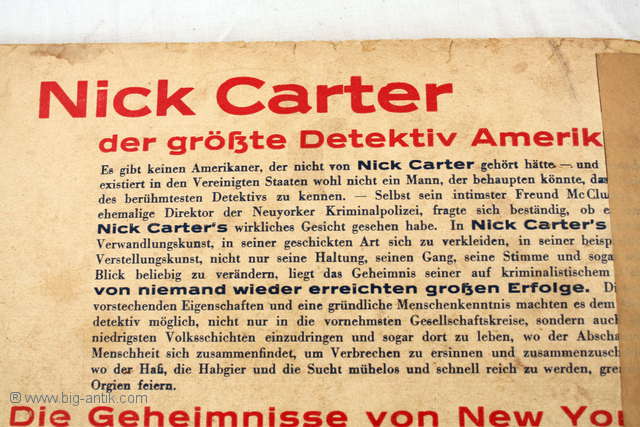 Nick Carter
der größte Detektiv Amerik
Es gibt keinen Amerikaner, der nicht von Nick Carter gehört hätte — und
existiert in den Vereinigten Staaten wohl nicht ein Mann, der behaupten könnte, das
des berühmtesten Detektivs zu kennen. — Selbst sein intimster Freund Mc Clu
ehemalige Direktor der Neuyorker Kriminalpolizei, fragte sich beständig, ob e
Nick Carter's wirkliches Gesicht gesehen habe. In Nick Carter's
Verwandlungskunst, in seiner geschickten Art sich zu verkleiden, in seiner beisp
Verstellungskunst, nicht nur seine Haltung, seinen Gang, seine Stimme und soga
Blick beliebig zu verändern, liegt das Geheimnis seiner auf kriminalistischem
von niemand wieder erreichten großen Erfolge. Di
vorstehenden Eigenschaften und eine gründliche Menschenkenntnis machten es dem
detektiv möglich, nicht nur in die vornehmsten Gesellschaftskreise, sondern auch
niedrigsten Volksschichten einzudringen und sogar dort zu leben, wo der Abscha
Menschheit sich zusammenfindet, um Verbrechen zu ersinnen und zusammenzusch
wo der Haß, die Habgier und die Sucht mühelos und schnell reich zu werden, gre
Orgien feiern.
Die Geheimnisse von New Yor
© www.big-antik.com